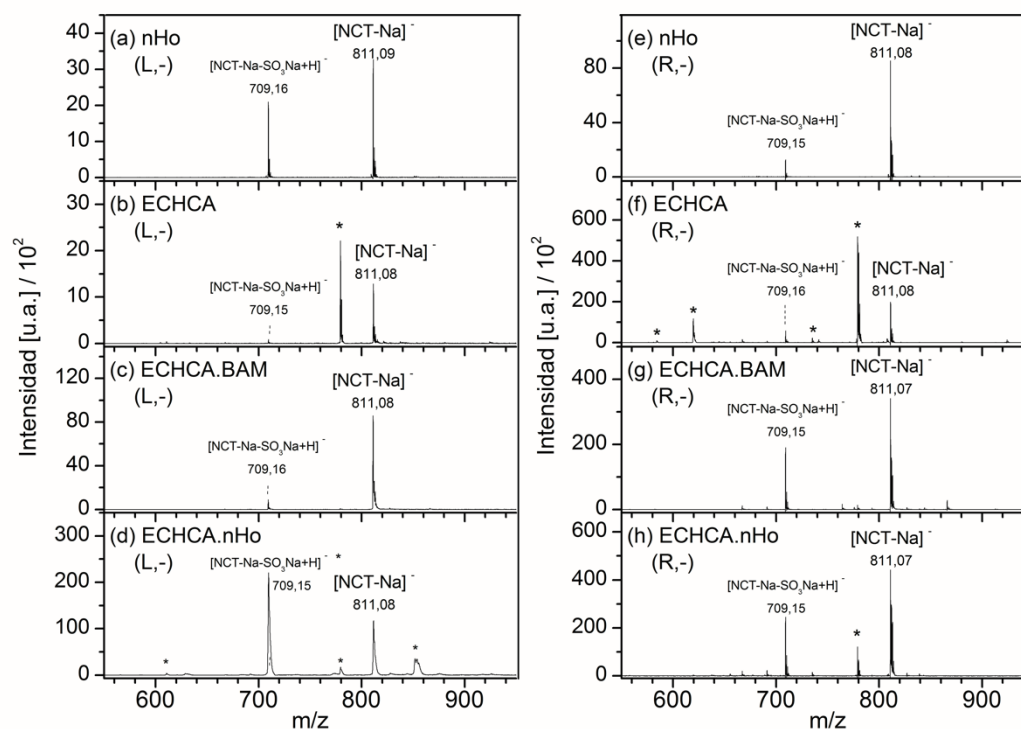 Intensidad [u.a.] / 10²
40
30
20
10
0
(a) nHo
(L,-)
[NCT-Na-SO₃Na+H]⁻
709,16
[NCT-Na]⁻
811,09
30
20
10
0
(b) ECHCA
(L,-)
[NCT-Na-SO₃Na+H]⁻
709,15
*
[NCT-Na]⁻
811,08
120
80
40
0
(c) ECHCA.BAM
(L,-)
[NCT-Na-SO₃Na+H]⁻
709,16
[NCT-Na]⁻
811,08
300
200
100
0
(d) ECHCA.nHo
(L,-)
[NCT-Na-SO₃Na+H]⁻ *
709,15
[NCT-Na]⁻
811,08
* * * *
600 700 800 900
m/z
Intensidad [u.a.] / 10²
80
40
0
(e) nHo
(R,-)
[NCT-Na-SO₃Na+H]⁻
709,15
[NCT-Na]⁻
811,08
600
400
200
0
(f) ECHCA
(R,-)
* * * *
[NCT-Na-SO₃Na+H]⁻
709,16
[NCT-Na]⁻
811,08
400
200
0
(g) ECHCA.BAM
(R,-)
[NCT-Na-SO₃Na+H]⁻
709,15
[NCT-Na]⁻
811,07
600
400
200
0
(h) ECHCA.nHo
(R,-)
[NCT-Na-SO₃Na+H]⁻
709,15
*
[NCT-Na]⁻
811,07
600 700 800 900
m/z